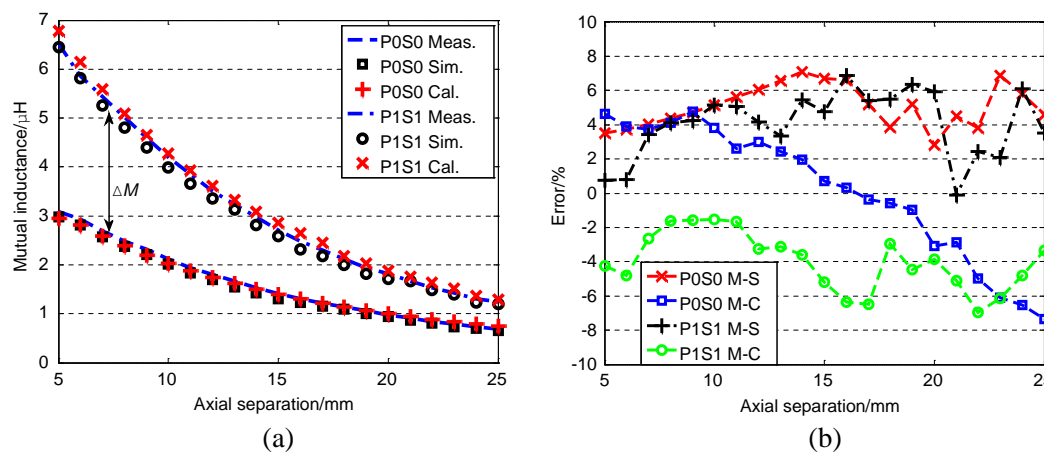 7
6
5
4
3
2
1
0
Mutual inductance/μH
P0S0 Meas.
P0S0 Sim.
P0S0 Cal.
P1S1 Meas.
P1S1 Sim.
P1S1 Cal.
ΔM
5 10 15 20 25
Axial separation/mm
(a)
10
8
6
4
2
0
-2
-4
-6
-8
-10
Error/%
P0S0 M-S
P0S0 M-C
P1S1 M-S
P1S1 M-C
5 10 15 20 25
Axial separation/mm
(b)